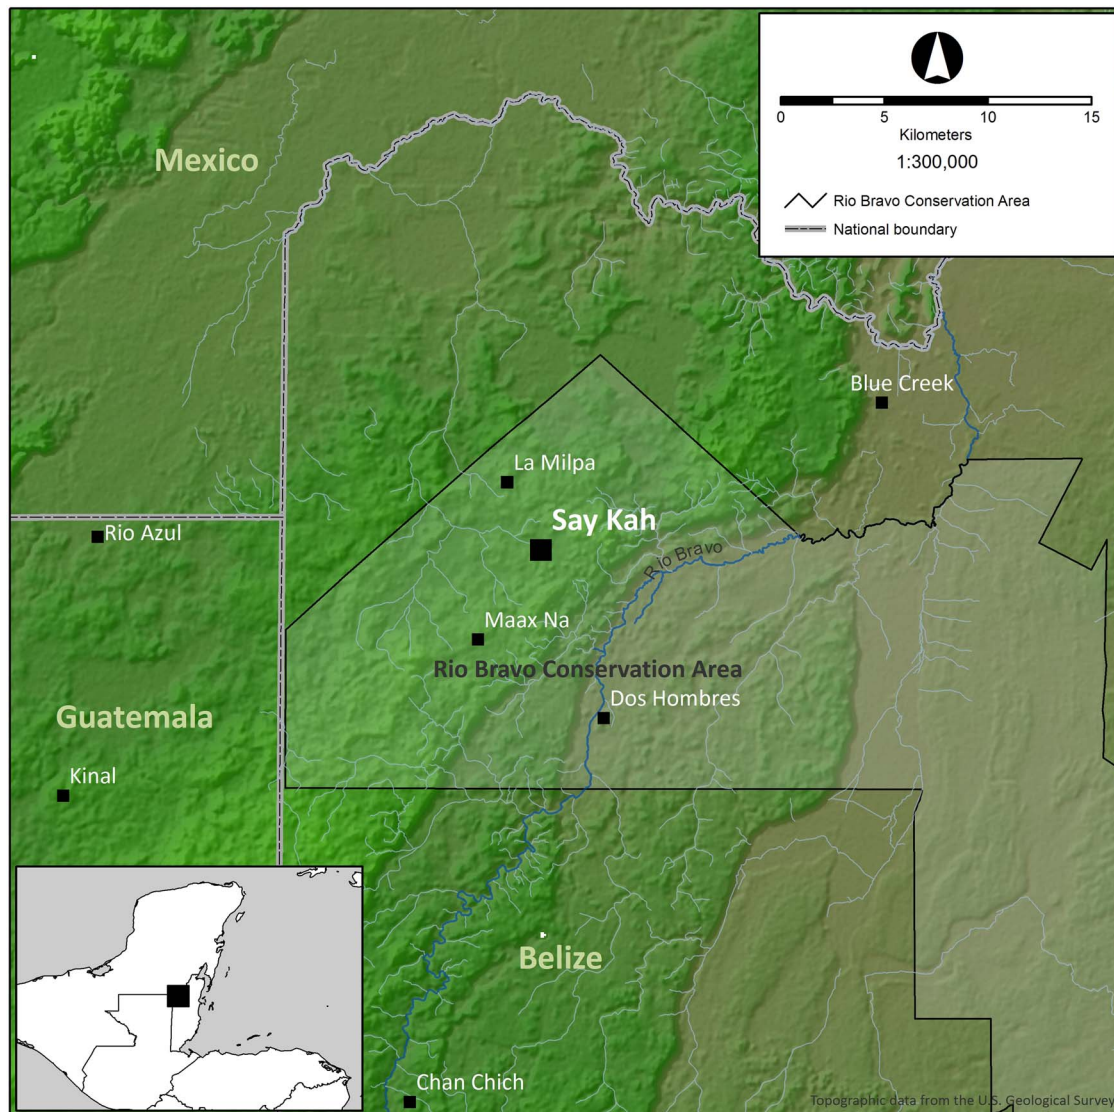 0 5 10 15
Kilometers
1:300,000
Rio Bravo Conservation Area
National boundary
Mexico
Blue Creek
La Milpa
Say Kah
Rio Azul
Rio Bravo
Maax Na
Rio Bravo Conservation Area
Dos Hombres
Guatemala
Kinal
Belize
Chan Chich
Topographic data from the U.S. Geological Survey